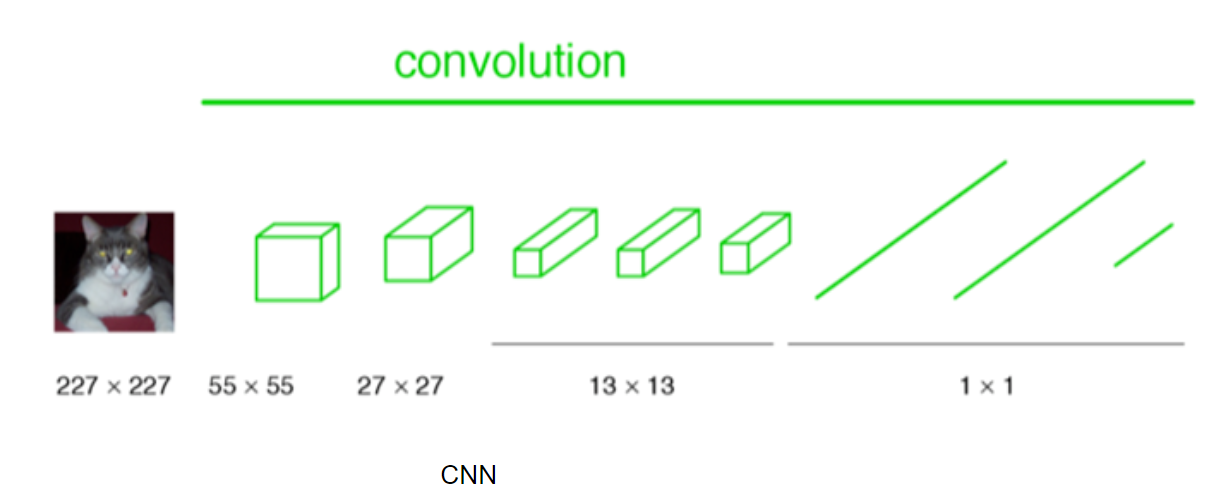 convolution
227 × 227 55 × 55 27 × 27 13 × 13 1 × 1
CNN